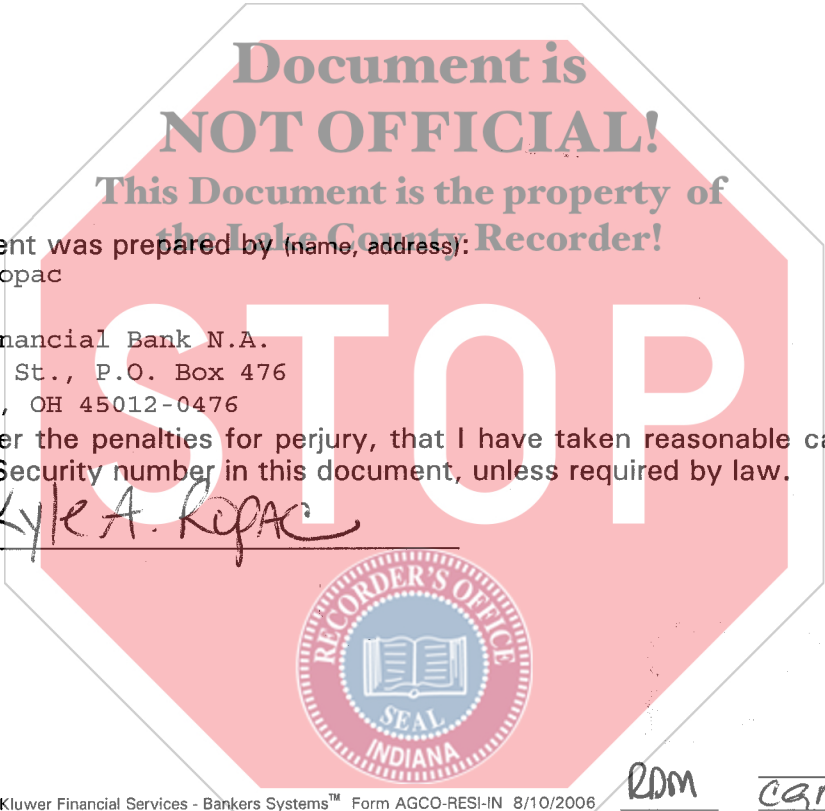 Document is
NOT OFFICIAL!
This Document is the property of
the Lake County Recorder!
ent was prepared by (name, address):
opac
nancial Bank N.A.
St., P.O. Box 476
, OH 45012-0476
er the penalties for perjury, that I have taken reasonable ca
Security number in this document, unless required by law.
Kyle A. Ropac
STOP
RECORDER'S OFFICE
SEAL
INDIANA
Kluwer Financial Services - Bankers Systems™ Form AGCO-RESI-IN 8/10/2006
RDM